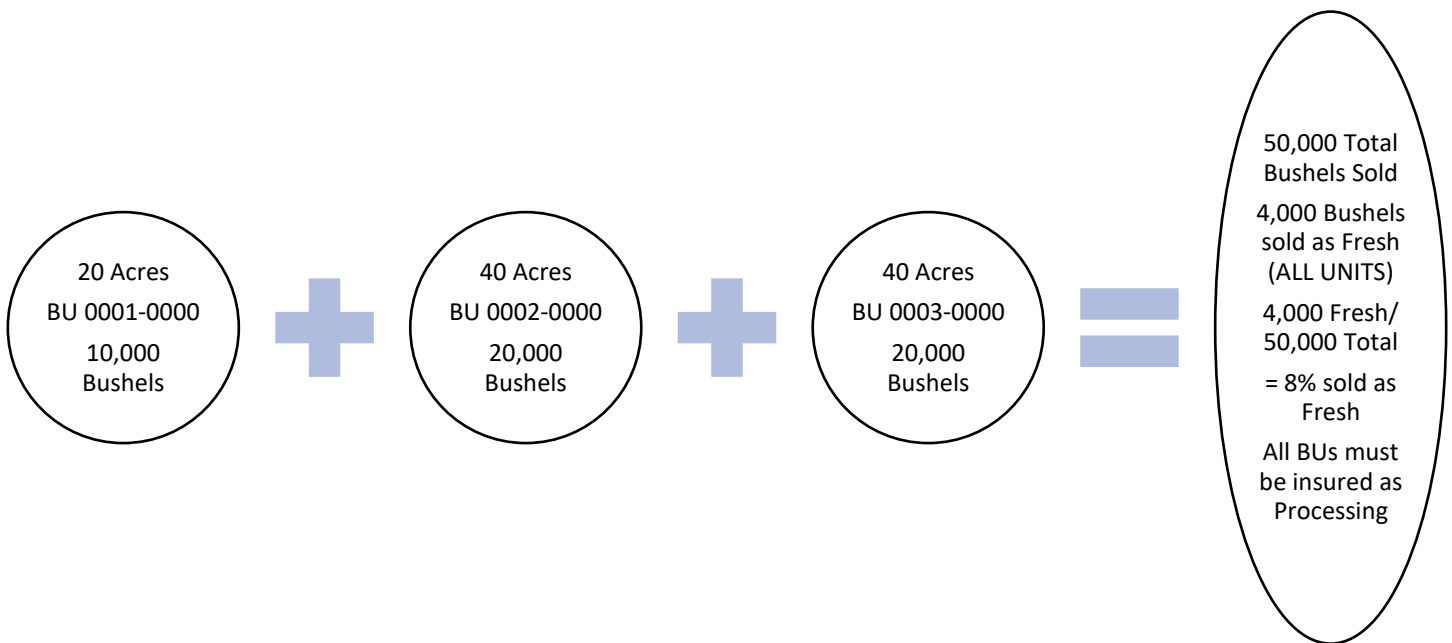 20 Acres
BU 0001-0000
10,000
Bushels
40 Acres
BU 0002-0000
20,000
Bushels
40 Acres
BU 0003-0000
20,000
Bushels
50,000 Total
Bushels Sold
4,000 Bushels
sold as Fresh
(ALL UNITS)
4,000 Fresh/
50,000 Total
= 8% sold as
Fresh
All BUs must
be insured as
Processing